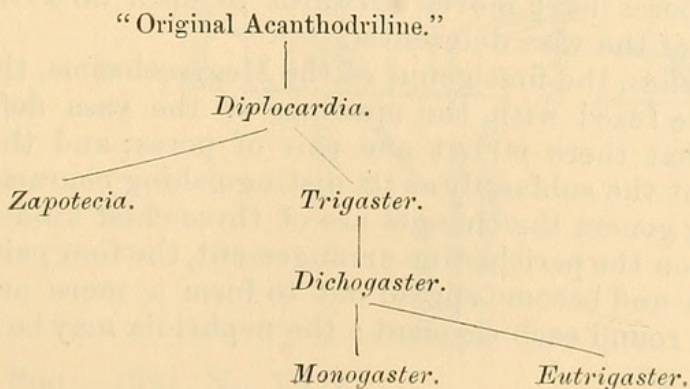 “Original Acanthodriline.”
Diplocardia.
Zapotecia. Trigaster.
Dichogaster.
Monogaster. Eutrigaster.